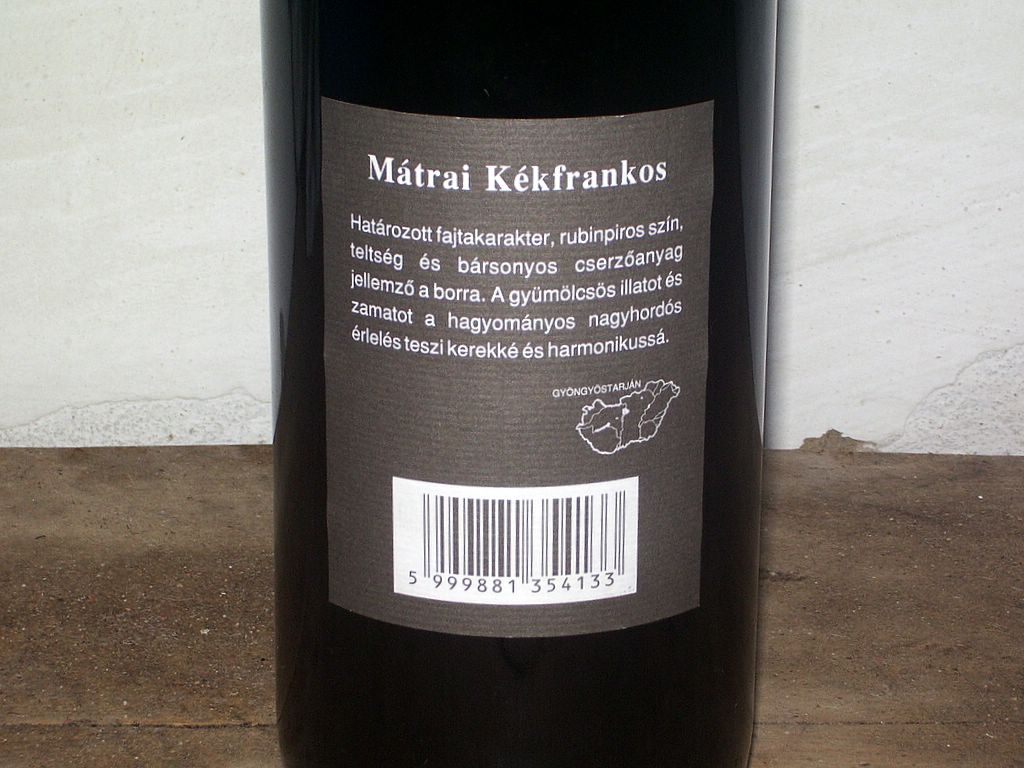 Mátrai Kékfrankos
Határozott fajtakarakter, rubinpiros szín,
teltség és bársonyos cserzőanyag
jellemző a borra. A gyümölcsös illatot és
zamatot a hagyományos nagyhordós
érlelés teszi kerekké és harmonikussá.
GYÖNGYÖSTARJÁN
5 999881 354133